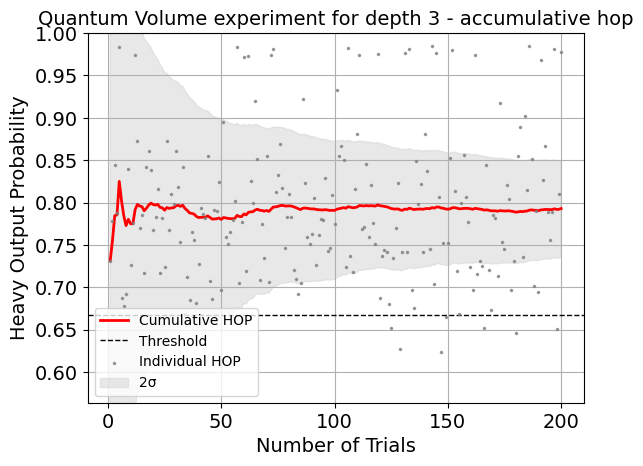 Quantum Volume experiment for depth 3 - accumulative hop
1.00
0.95
0.90
0.85
0.80
0.75
0.70
0.65
0.60
Heavy Output Probability
Cumulative HOP
Threshold
Individual HOP
2σ
0 50 100 150 200
Number of Trials